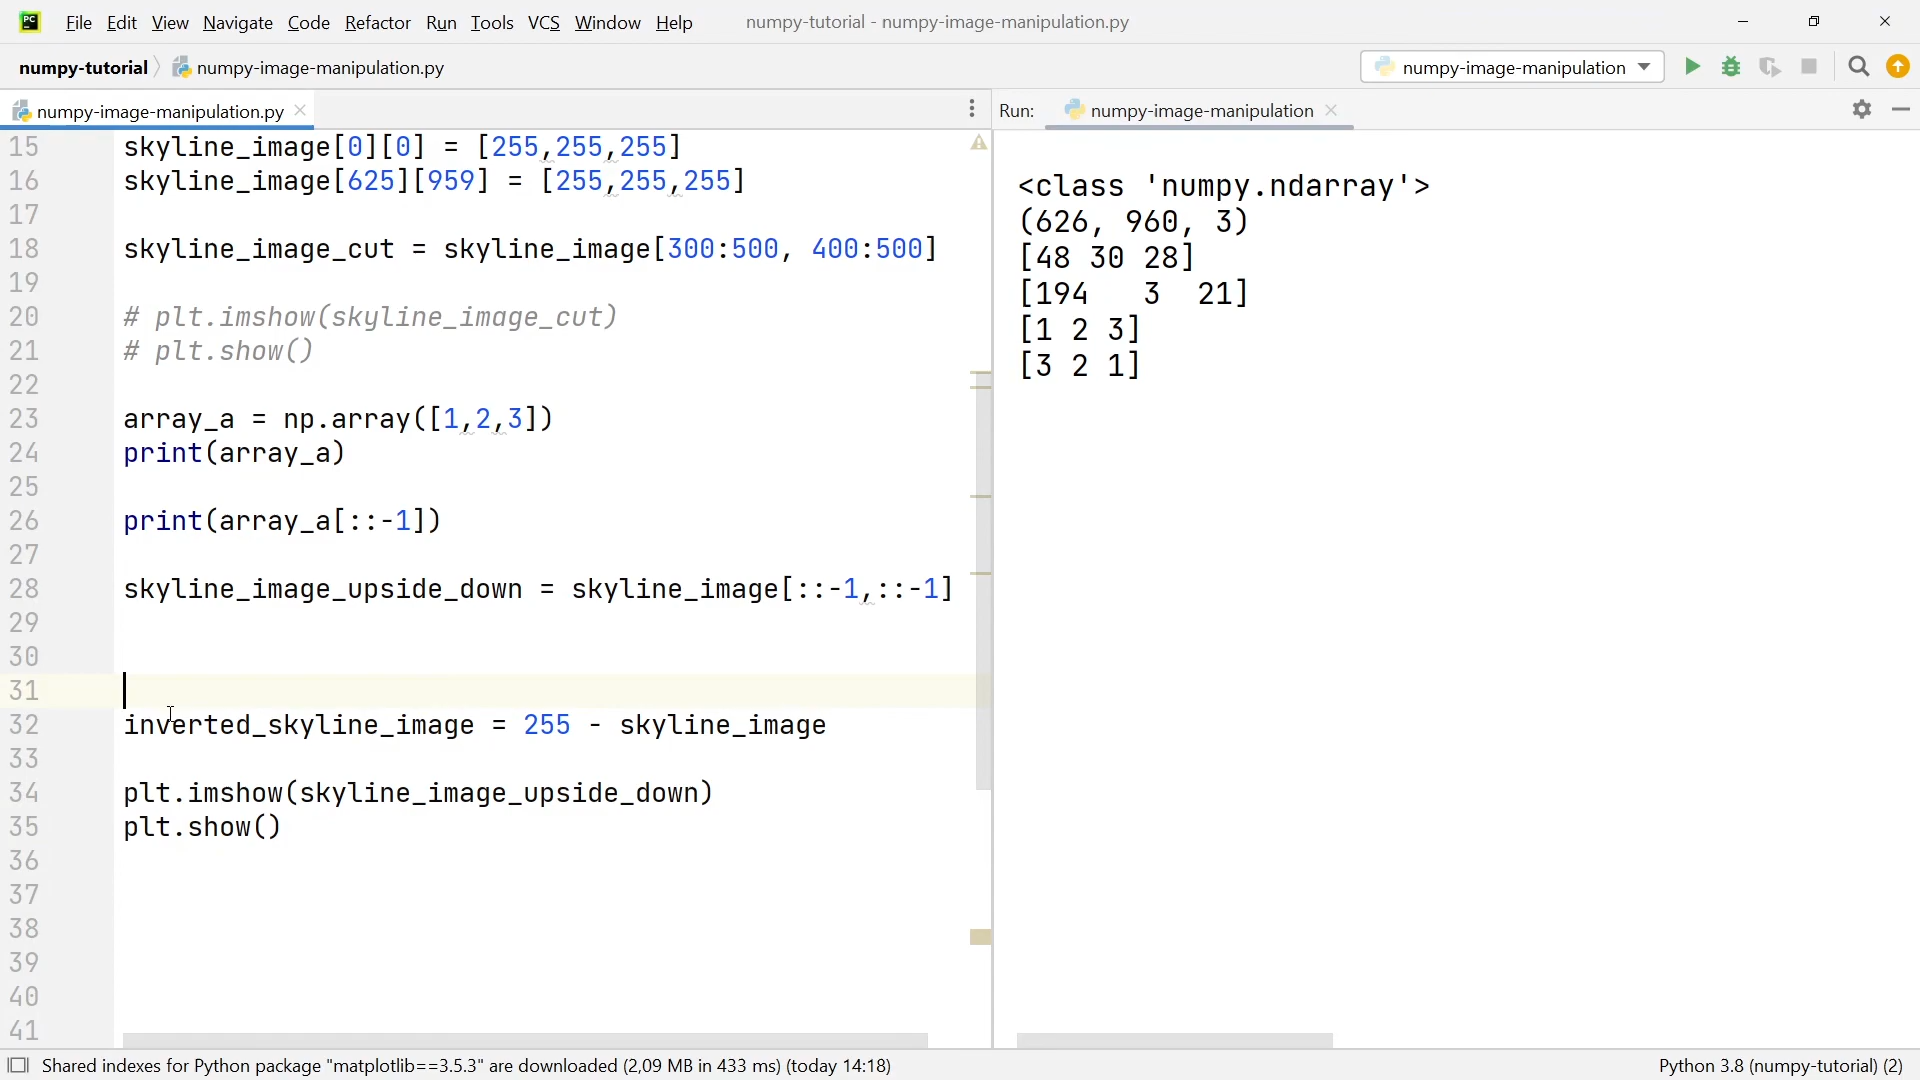 PC File Edit View Navigate Code Refactor Run Tools VCS Window Help numpy-tutorial - numpy-image-manipulation.py
numpy-tutorial numpy-image-manipulation.py numpy-image-manipulation
numpy-image-manipulation.py Run: numpy-image-manipulation
15 skyline_image[0][0] = [255,255,255]
16 skyline_image[625][959] = [255,255,255]
17
18 skyline_image_cut = skyline_image[300:500, 400:500]
19
20 # plt.imshow(skyline_image_cut)
21 # plt.show()
22
23 array_a = np.array([1,2,3])
24 print(array_a)
25
26 print(array_a[::-1])
27
28 skyline_image_upside_down = skyline_image[::-1,::-1]
29
30
31
32 inverted_skyline_image = 255 - skyline_image
33
34 plt.imshow(skyline_image_upside_down)
35 plt.show()
36
37
38
39
40
41
<class 'numpy.ndarray'>
(626, 960, 3)
[48 30 28]
[194   3  21]
[1 2 3]
[3 2 1]
Shared indexes for Python package "matplotlib==3.5.3" are downloaded (2,09 MB in 433 ms) (today 14:18) Python 3.8 (numpy-tutorial) (2)